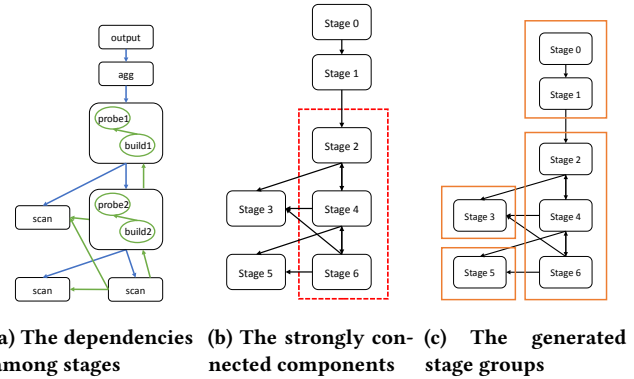 output
agg
probe1
build1
probe2
scan
build2
scan
scan
Stage 0
Stage 1
Stage 2
Stage 3
Stage 4
Stage 5
Stage 6
Stage 0
Stage 1
Stage 2
Stage 3
Stage 4
Stage 5
Stage 6
a) The dependencies
among stages
(b) The strongly con-
nected components
(c) The generated
stage groups